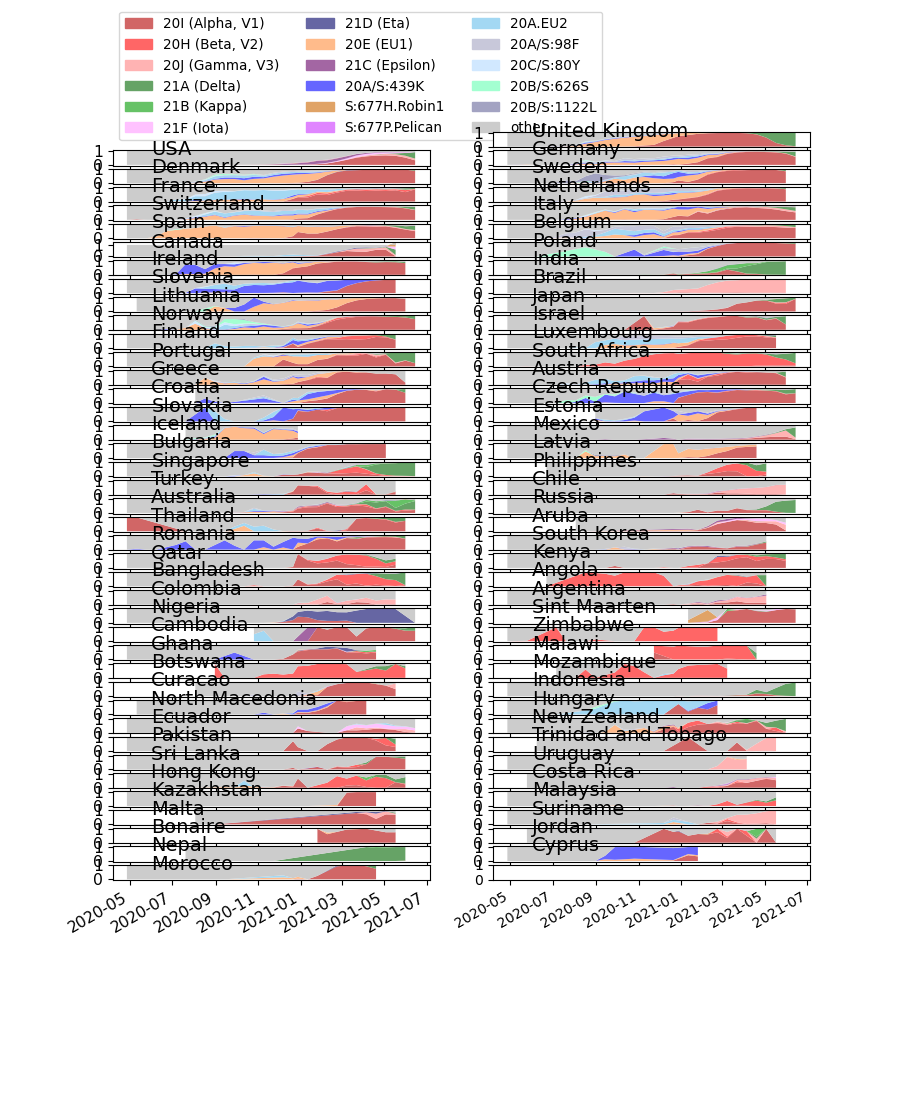 20I (Alpha, V1)
20H (Beta, V2)
20J (Gamma, V3)
21A (Delta)
21B (Kappa)
21F (Iota)
21D (Eta)
20E (EU1)
21C (Epsilon)
20A/S:439K
S:677H.Robin1
S:677P.Pelican
20A.EU2
20A/S:98F
20C/S:80Y
20B/S:626S
20B/S:1122L
other
USA
Denmark
France
Switzerland
Spain
Canada
Ireland
Slovenia
Lithuania
Norway
Finland
Portugal
Greece
Croatia
Slovakia
Iceland
Bulgaria
Singapore
Turkey
Australia
Thailand
Romania
Qatar
Bangladesh
Colombia
Nigeria
Cambodia
Ghana
Botswana
Curacao
North Macedonia
Ecuador
Pakistan
Sri Lanka
Hong Kong
Kazakhstan
Malta
Bonaire
Nepal
Morocco
1
0
2020-05
2020-07
2020-09
2020-11
2021-01
2021-03
2021-05
2021-07
United Kingdom
Germany
Sweden
Netherlands
Italy
Belgium
Poland
India
Brazil
Japan
Israel
Luxembourg
South Africa
Austria
Czech Republic
Estonia
Mexico
Latvia
Philippines
Chile
Russia
Aruba
South Korea
Kenya
Angola
Argentina
Sint Maarten
Zimbabwe
Malawi
Mozambique
Indonesia
Hungary
New Zealand
Trinidad and Tobago
Uruguay
Costa Rica
Malaysia
Suriname
Jordan
Cyprus
1
0
2020-05
2020-07
2020-09
2020-11
2021-01
2021-03
2021-05
2021-07